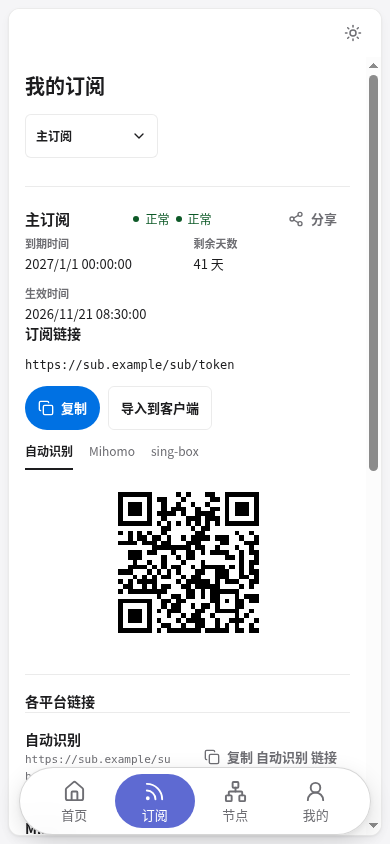 我的订阅
主订阅
主订阅 正常 正常 分享
到期时间 剩余天数
2027/1/1 00:00:00 41 天
生效时间
2026/11/21 08:30:00
订阅链接
https://sub.example/sub/token
复制 导入到客户端
自动识别 Mihomo sing-box
各平台链接
自动识别
https://sub.example/su 复制 自动识别 链接
首页 订阅 节点 我的